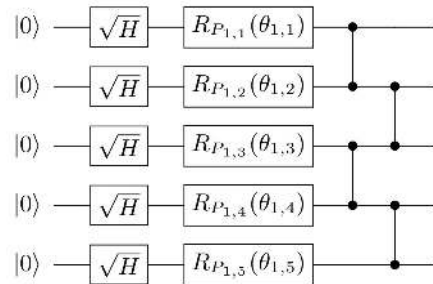 |0⟩ √H R_{P_{1,1}}(θ_{1,1})
|0⟩ √H R_{P_{1,2}}(θ_{1,2})
|0⟩ √H R_{P_{1,3}}(θ_{1,3})
|0⟩ √H R_{P_{1,4}}(θ_{1,4})
|0⟩ √H R_{P_{1,5}}(θ_{1,5})